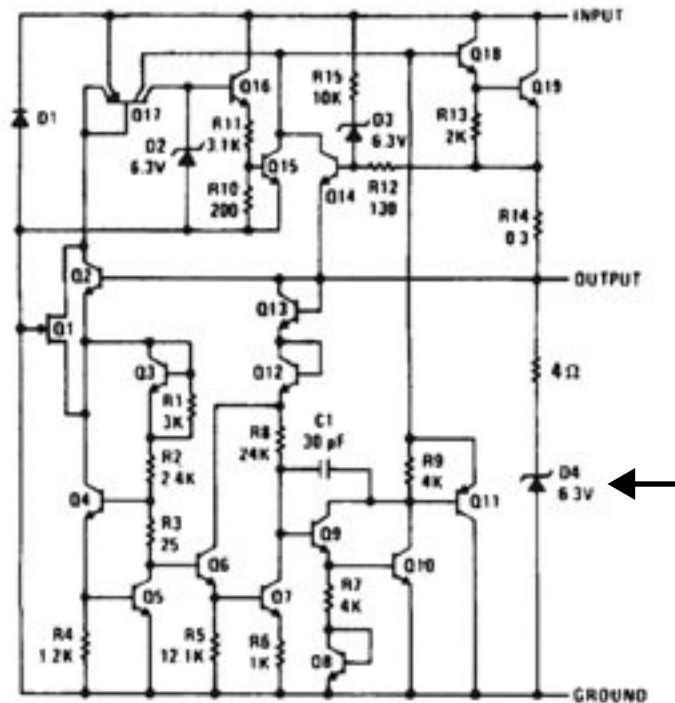 INPUT
Q18
Q16
R15
10K
Q19
D1
Q17
R11
3.1K
D3
6.3V
R13
2K
D2
6.3V
Q15
R10
200
Q14
R12
130
R14
0.3
Q2
OUTPUT
Q13
Q1
Q3
Q12
4Ω
R1
3K
C1
30 pF
R8
24K
R2
2.4K
R9
4K
D4
6.3V
Q4
Q11
R3
25
Q9
Q6
Q10
Q5
Q7
R7
4K
R4
1.2K
R5
12.1K
R6
1K
Q8
GROUND